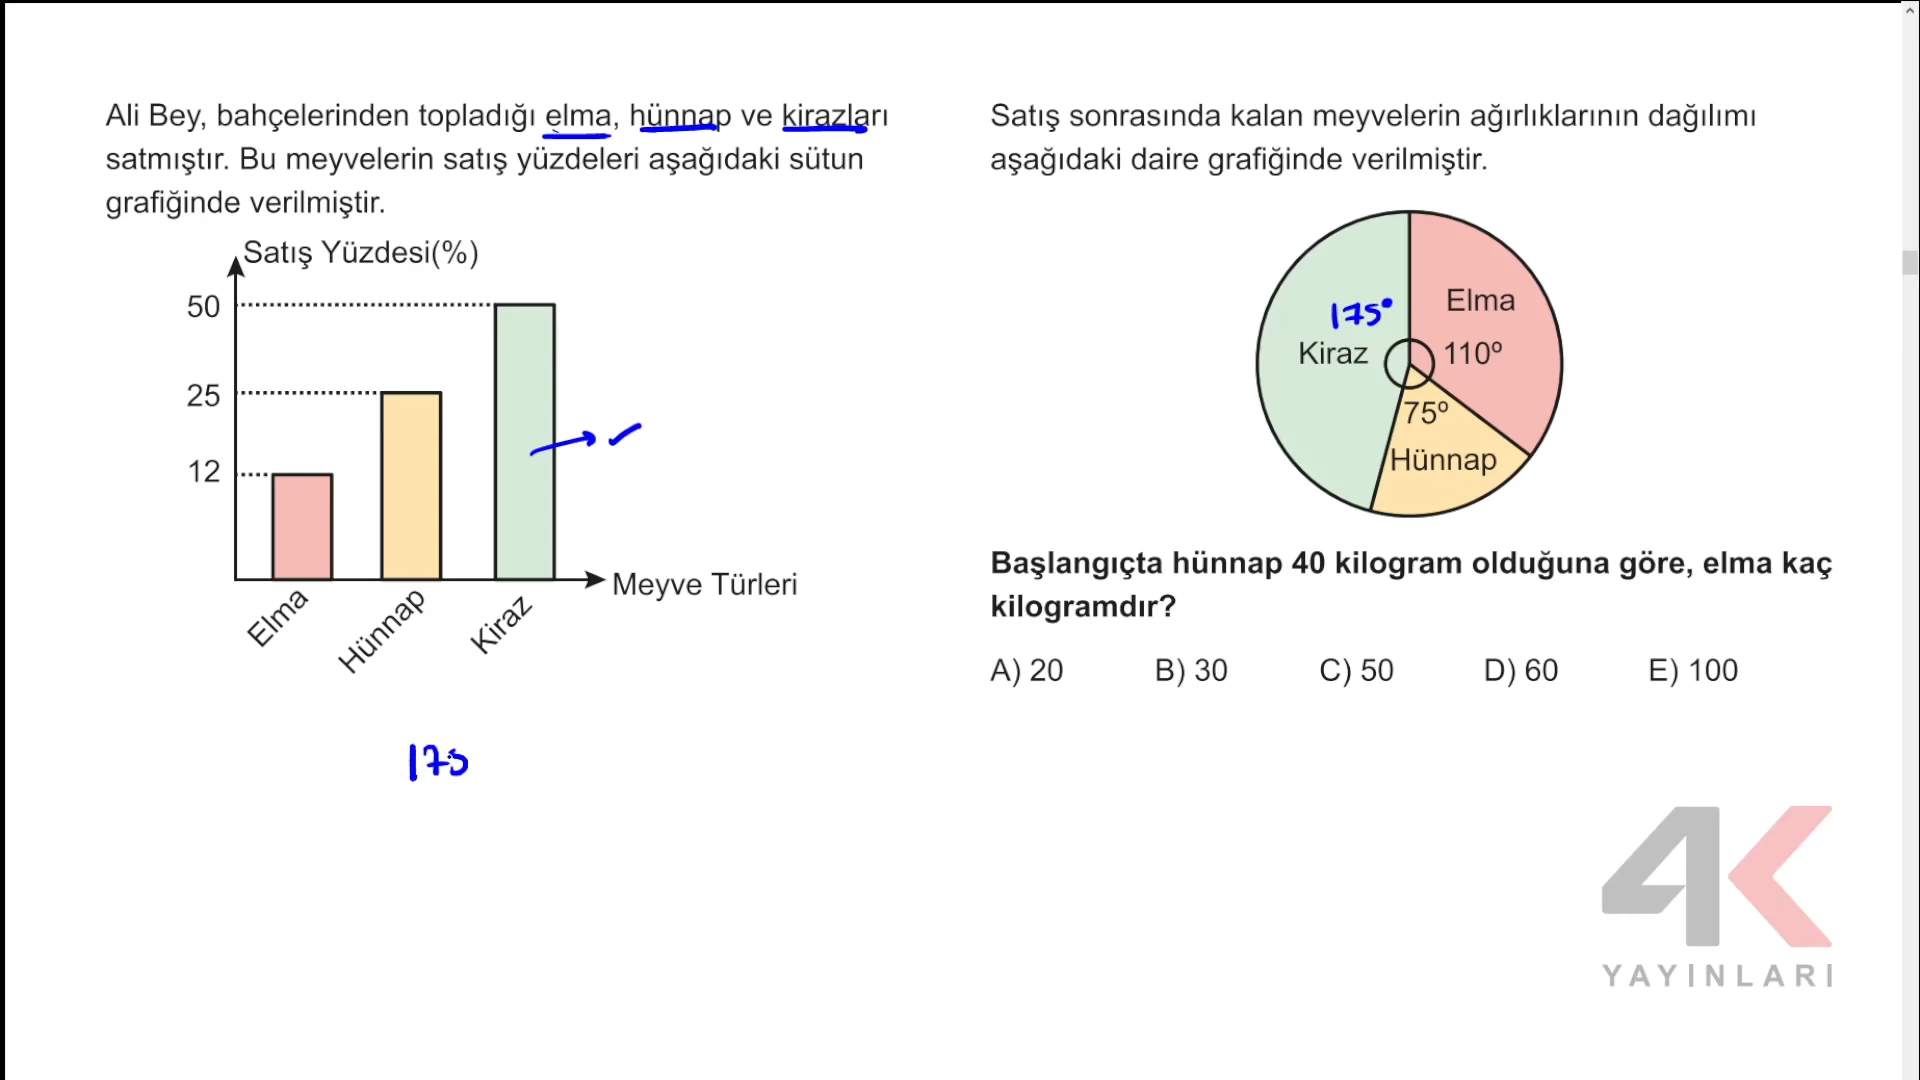 Ali Bey, bahçelerinden topladığı elma, hünnap ve kirazları
satmıştır. Bu meyvelerin satış yüzdeleri aşağıdaki sütun
grafiğinde verilmiştir.
Satış Yüzdesi(%)
50
25
12
Elma
Hünnap
Kiraz
Meyve Türleri
175
Satış sonrasında kalan meyvelerin ağırlıklarının dağılımı
aşağıdaki daire grafiğinde verilmiştir.
175°
Kiraz
Elma
110º
75º
Hünnap
Başlangıçta hünnap 40 kilogram olduğuna göre, elma kaç
kilogramdır?
A) 20 B) 30 C) 50 D) 60 E) 100
4K
YAYINLARI